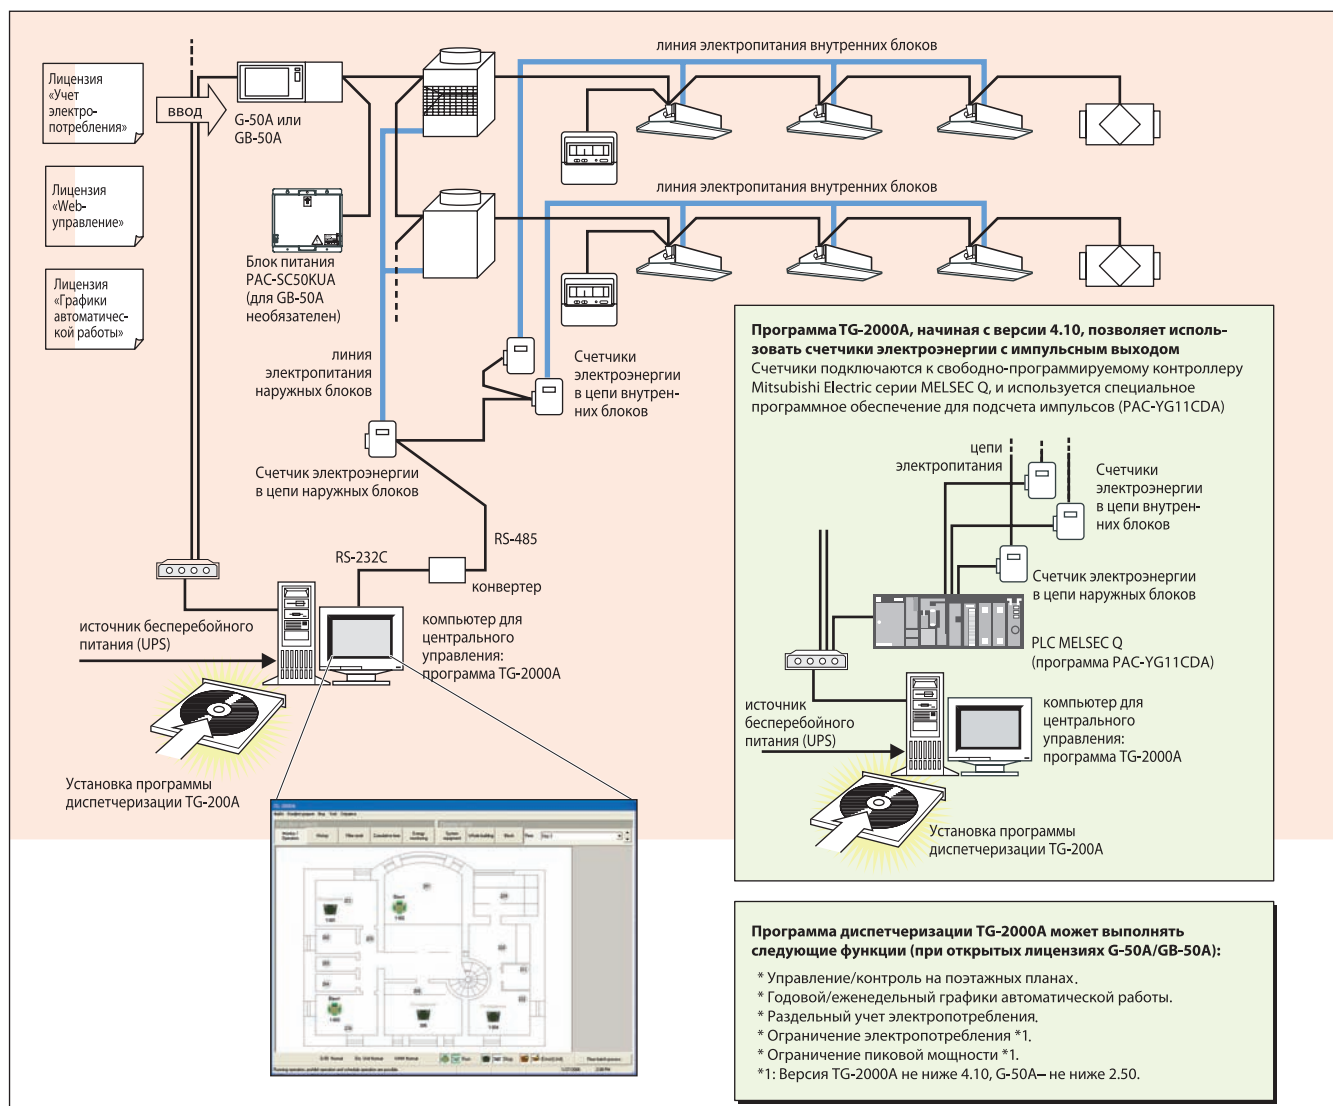 Лицензия
«Учет
электро-
потребления»
ввод
G-50A или
GB-50A
линия электропитания внутренних блоков
Лицензия
«Web-
управление»
линия электропитания внутренних блоков
Лицензия
«Графики
автоматичес-
кой работы»
Блок питания
PAC-SC50KUA
(для GB-50A
необязателен)
линия
электропитания
наружных блоков
Счетчики
электроэнергии
в цепи внутрен-
них блоков
Счетчик электроэнергии
в цепи наружных блоков
RS-485
RS-232C
конвертер
источник бесперебойного
питания (UPS)
компьютер для
центрального
управления:
программа TG-2000A
Установка программы
диспетчеризации TG-200A
Программа TG-2000A, начиная с версии 4.10, позволяет исполь-
зовать счетчики электроэнергии с импульсным выходом
Счетчики подключаются к свободно-программируемому контроллеру
Mitsubishi Electric серии MELSEC Q, и используется специальное
программное обеспечение для подсчета импульсов (PAC-YG11CDA)
цепи
электропитания
Счетчики
электроэнергии
в цепи внутрен-
них блоков
Счетчик электроэнергии
в цепи наружных блоков
PLC MELSEC Q
(программа PAC-YG11CDA)
источник
бесперебойного
питания (UPS)
компьютер для
центрального
управления:
программа TG-2000A
Установка программы
диспетчеризации TG-200A
Программа диспетчеризации TG-2000A может выполнять
следующие функции (при открытых лицензиях G-50A/GB-50A):
* Управление/контроль на поэтажных планах.
* Годовой/еженедельный графики автоматической работы.
* Раздельный учет электропотребления.
* Ограничение электропотребления *1.
* Ограничение пиковой мощности *1.
*1: Версия TG-2000A не ниже 4.10, G-50A– не ниже 2.50.